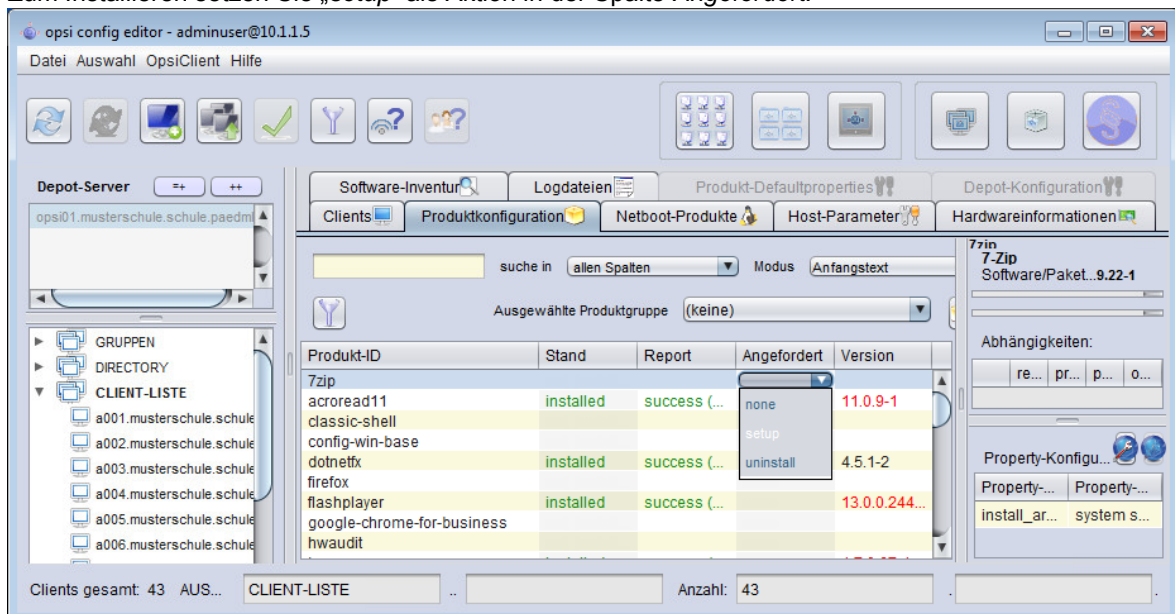 Zum Installieren setzen Sie „setup“ als Aktion in der Spalte Angefordert.
opsi config editor - adminuser@10.1.1.5
Datei Auswahl OpsiClient Hilfe
Depot-Server =+ ++
opsi01.musterschule.schule.paedml
GRUPPEN
DIRECTORY
CLIENT-LISTE
a001.musterschule.schule
a002.musterschule.schule
a003.musterschule.schule
a004.musterschule.schule
a005.musterschule.schule
a006.musterschule.schule
Software-Inventur Logdateien Produkt-Defaultproperties Depot-Konfiguration
Clients Produktkonfiguration Netboot-Produkte Host-Parameter Hardwareinformationen
suche in allen Spalten Modus Anfangstext
Ausgewählte Produktgruppe (keine)
Produkt-ID Stand Report Angefordert Version
7zip
acroread11 installed success (... 11.0.9-1
classic-shell
config-win-base
dotnetfx installed success (... 4.5.1-2
firefox
flashplayer installed success (... 13.0.0.244...
google-chrome-for-business
hwaudit
none
setup
uninstall
7zip
7-Zip
Software/Paket...9.22-1
Abhängigkeiten:
re... pr... p... o...
Property-Konfigu...
Property-... Property-...
install_ar... system s...
Clients gesamt: 43 AUS... CLIENT-LISTE .. Anzahl: 43 . .